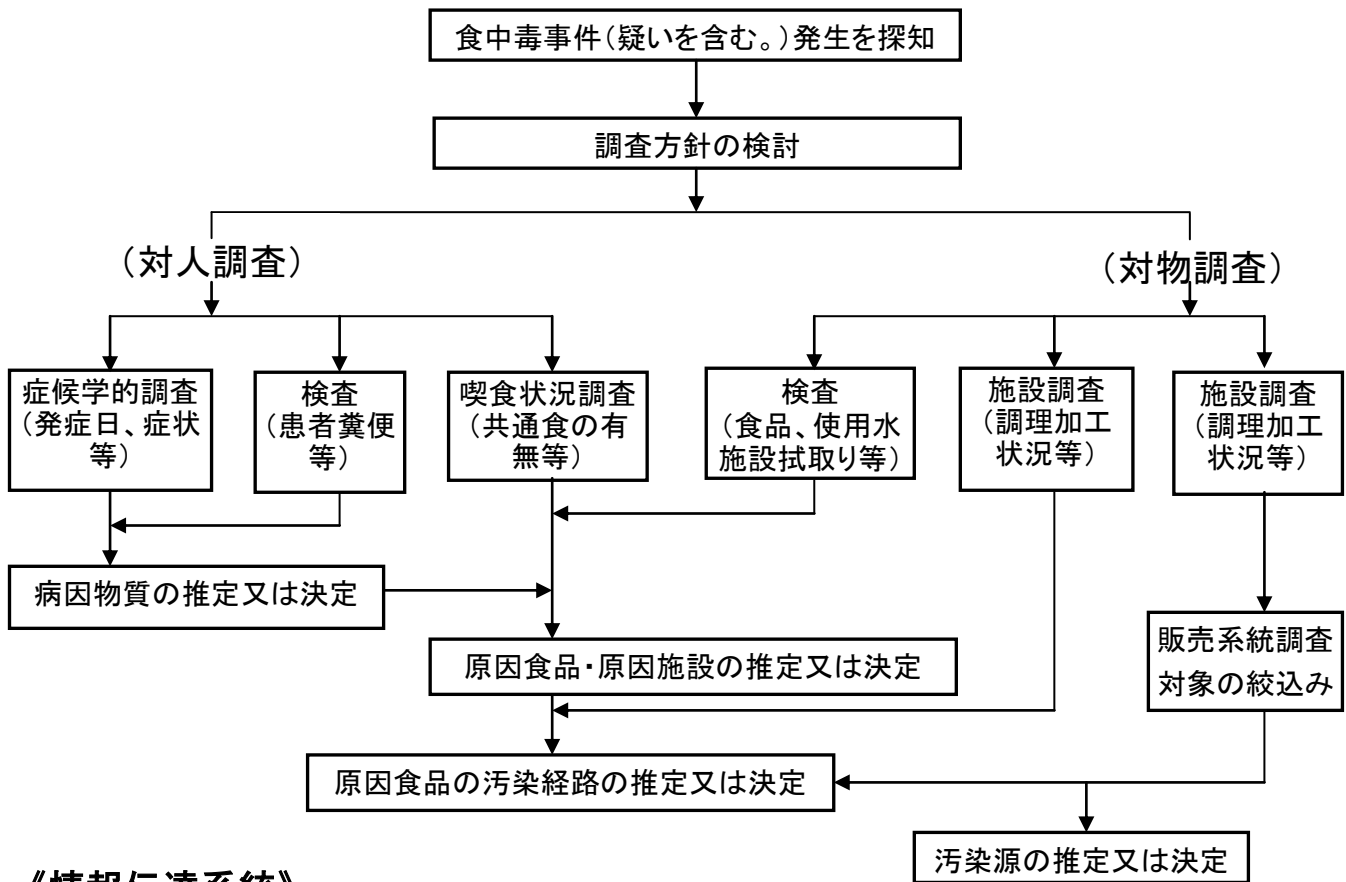 食中毒事件（疑いを含む。）発生を探知
調査方針の検討
（対人調査）
（対物調査）
症候学的調査
（発症日、症状
等）
検査
（患者糞便
等）
喫食状況調査
（共通食の有
無等）
検査
（食品、使用水
施設拭取り等）
施設調査
（調理加工
状況等）
施設調査
（調理加工
状況等）
病因物質の推定又は決定
原因食品・原因施設の推定又は決定
販売系統調査
対象の絞込み
原因食品の汚染経路の推定又は決定
汚染源の推定又は決定
《情報伝達系統》